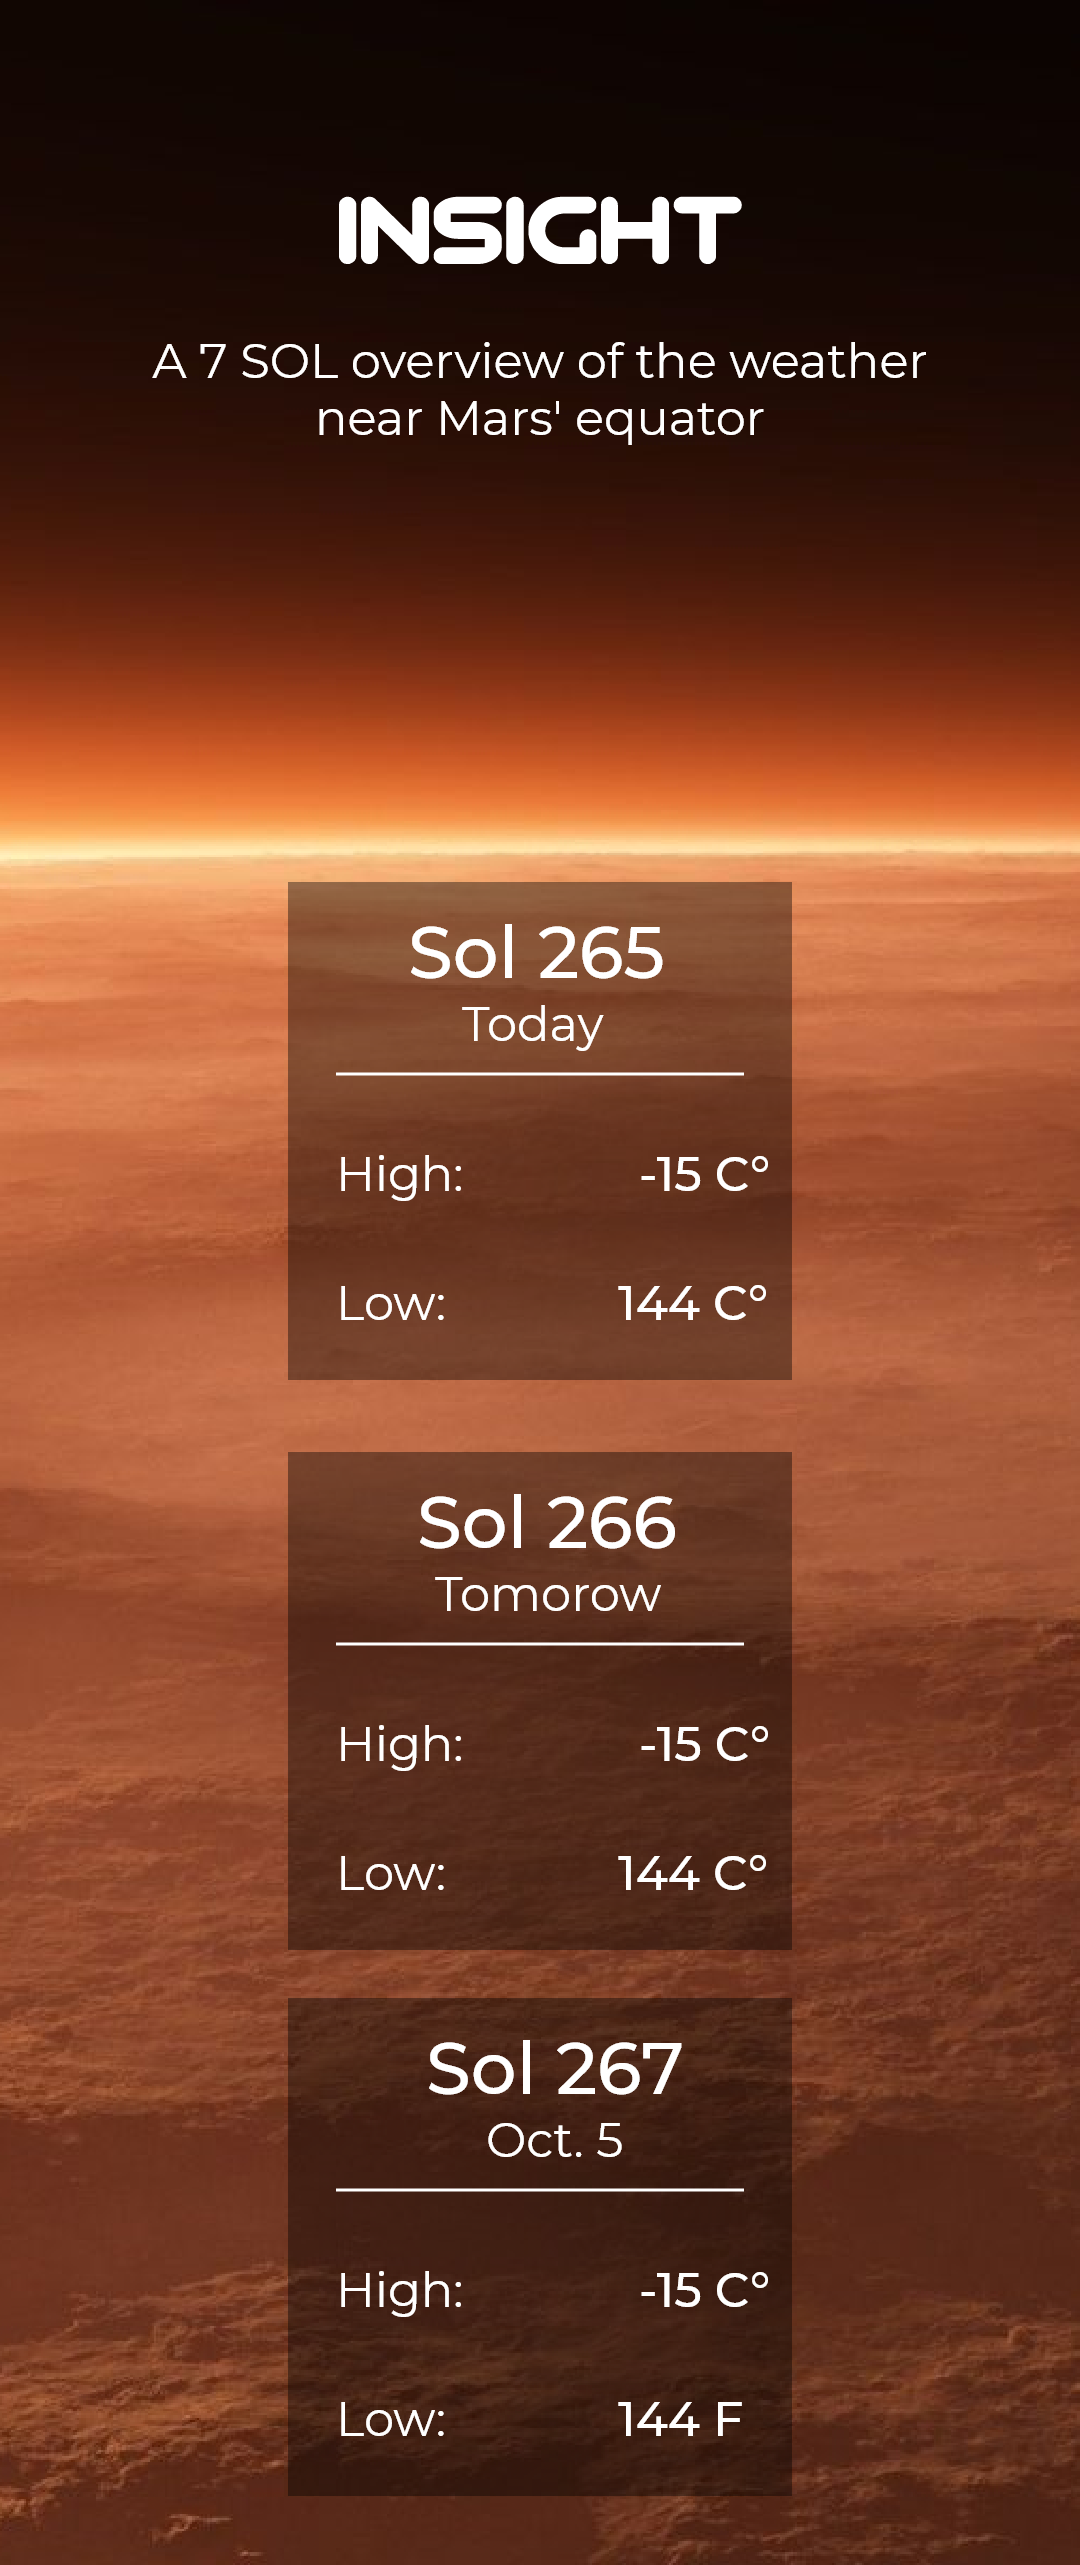 INSIGHT
A 7 SOL overview of the weather
near Mars' equator
Sol 265
Today
High: -15 C°
Low: 144 C°
Sol 266
Tomorow
High: -15 C°
Low: 144 C°
Sol 267
Oct. 5
High: -15 C°
Low: 144 F